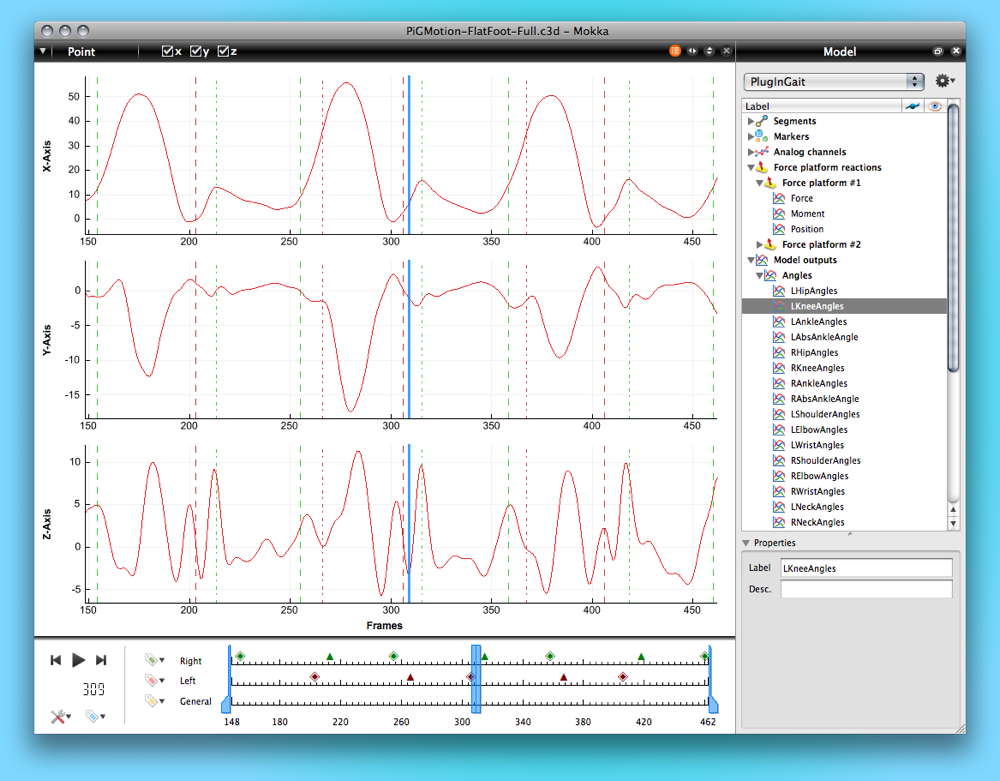 PiGMotion-FlatFoot-Full.c3d – Mokka
Point x y z
Model
PlugInGait
Label
Segments
Markers
Analog channels
Force platform reactions
Force platform #1
Force
Moment
Position
Force platform #2
Model outputs
Angles
LHipAngles
LKneeAngles
LAnkleAngles
LAbsAnkleAngle
RHipAngles
RKneeAngles
RAnkleAngles
RAbsAnkleAngle
LShoulderAngles
LElbowAngles
LWristAngles
RShoulderAngles
RElbowAngles
RWristAngles
LNeckAngles
RNeckAngles
Properties
Label LKneeAngles
Desc.
X-Axis
50
40
30
20
10
0
150 200 250 300 350 400 450
Y-Axis
0
-5
-10
-15
150 200 250 300 350 400 450
Z-Axis
10
5
0
-5
150 200 250 300 350 400 450
Frames
309
Right
Left
General
148 180 220 260 300 340 380 420 462